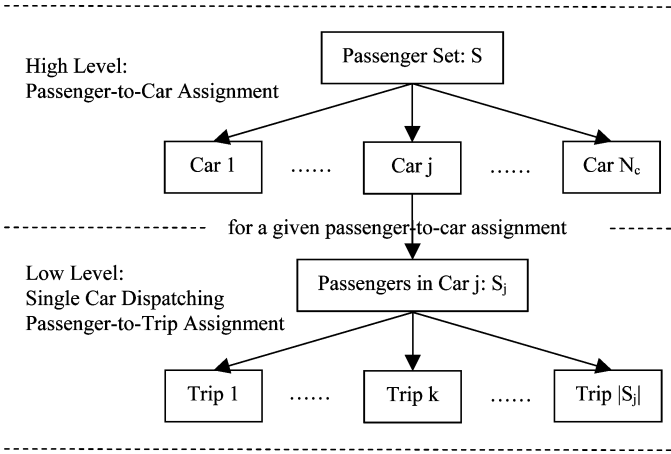 Passenger Set: S
High Level:
Passenger-to-Car Assignment
Car 1
......
Car j
......
Car Nc
for a given passenger-to-car assignment
Low Level:
Single Car Dispatching
Passenger-to-Trip Assignment
Passengers in Car j: Sj
Trip 1
......
Trip k
......
Trip |Sj|